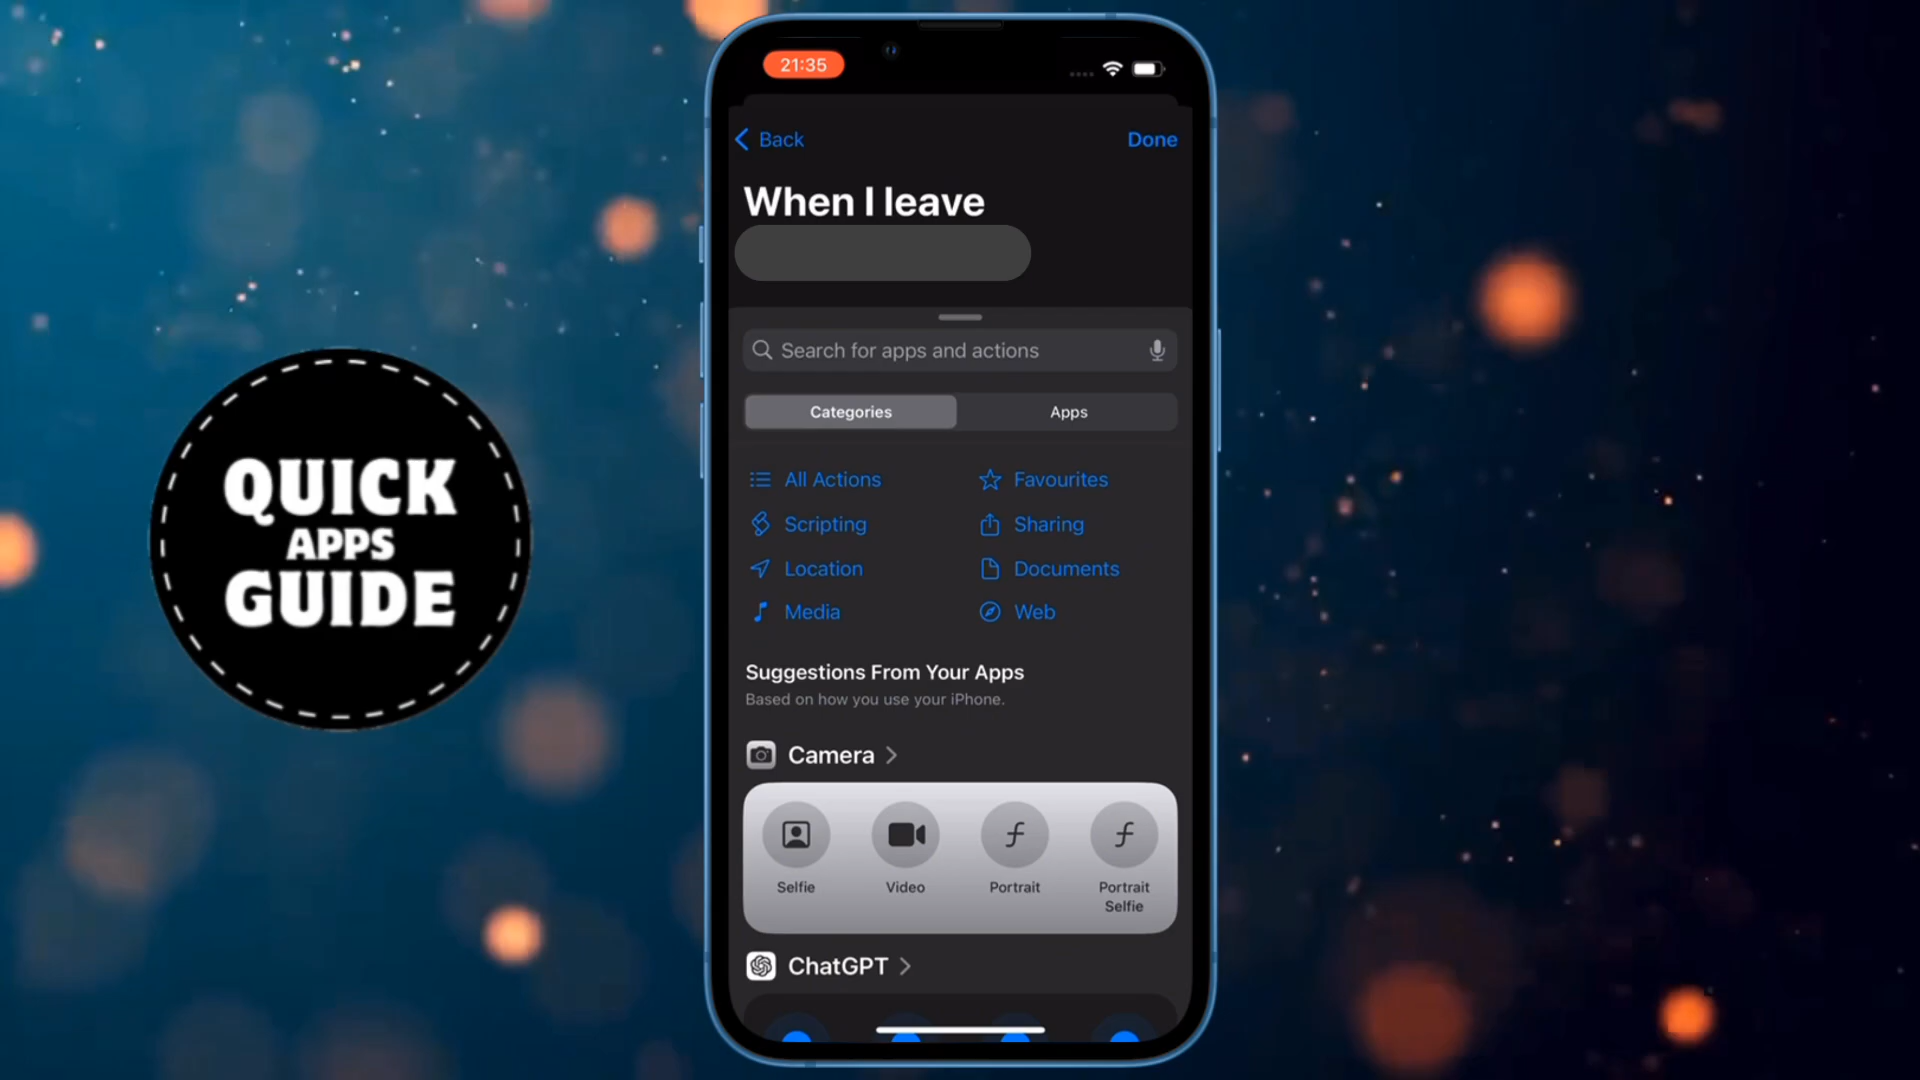 QUICK
APPS
GUIDE
21:35
Back
Done
When I leave
Search for apps and actions
Categories
Apps
All Actions
Favourites
Scripting
Sharing
Location
Documents
Media
Web
Suggestions From Your Apps
Based on how you use your iPhone.
Camera
Selfie
Video
Portrait
Portrait
Selfie
ChatGPT